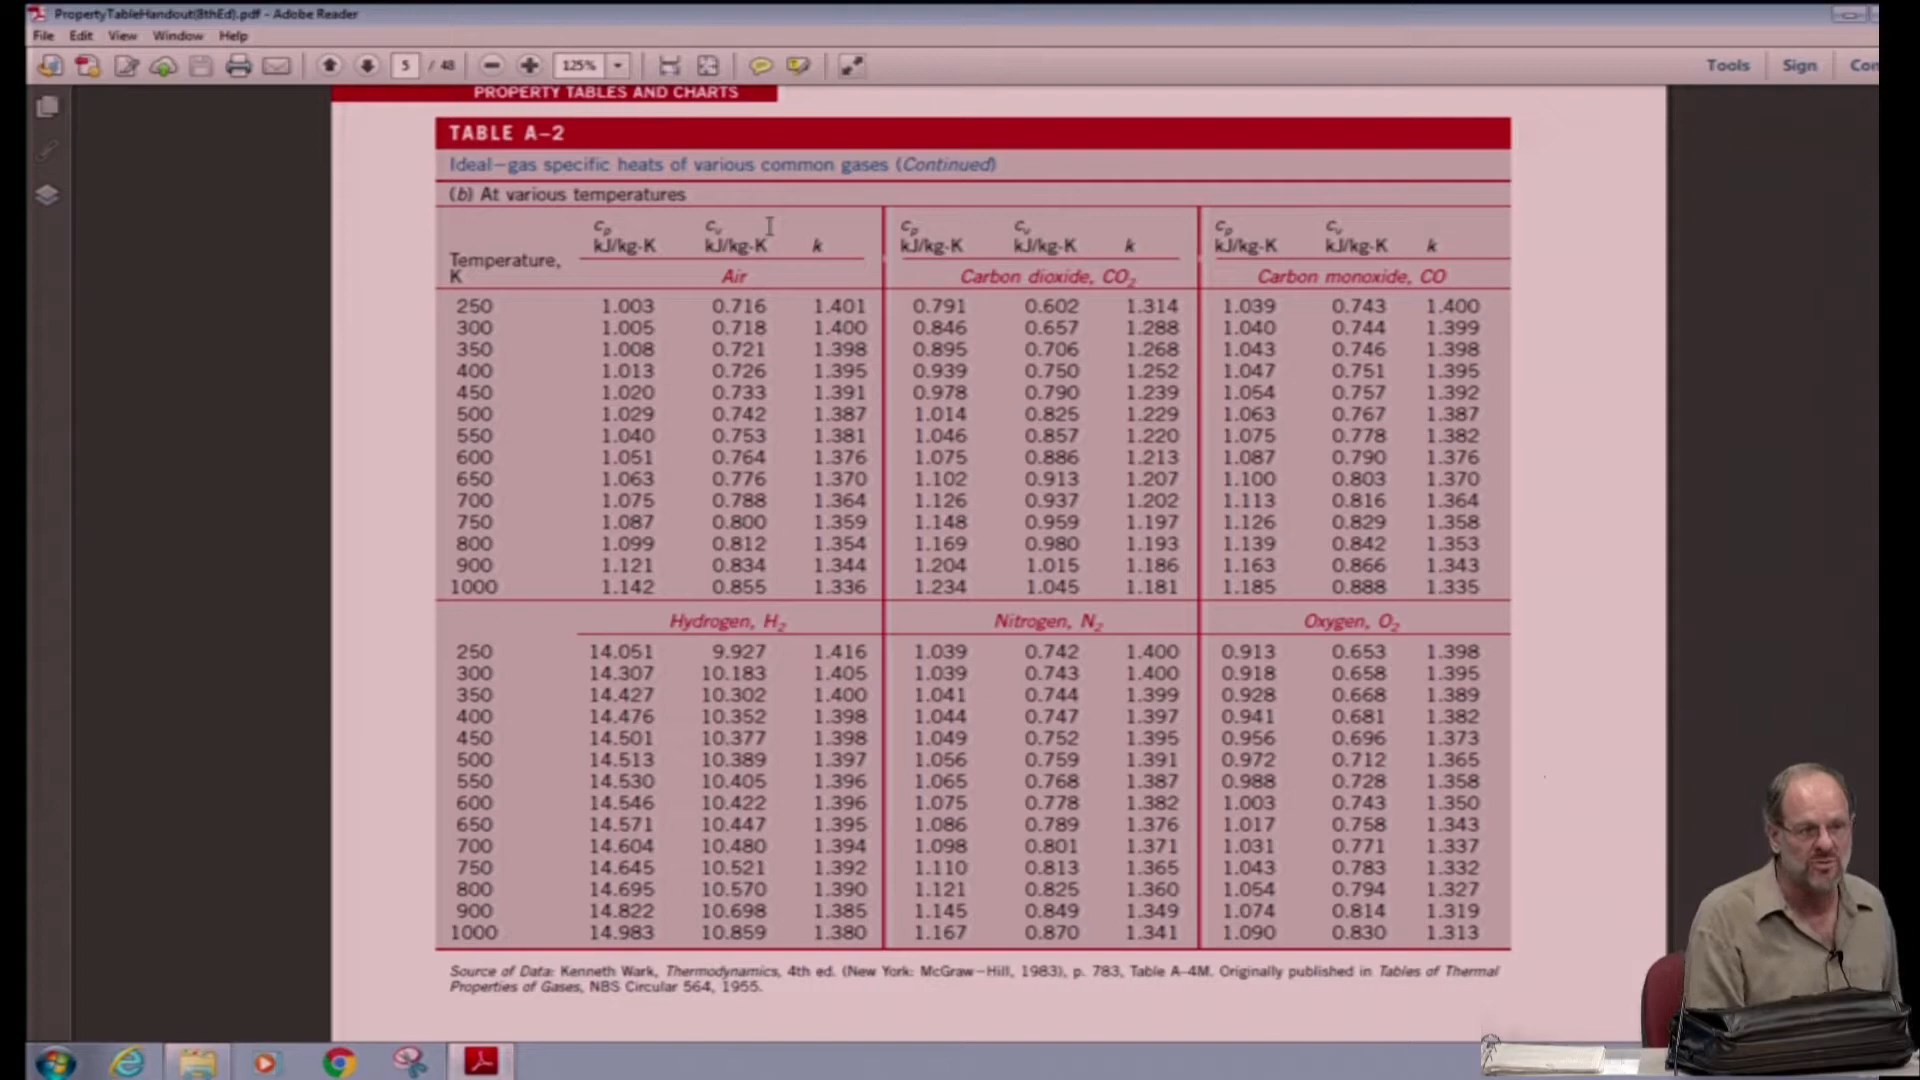 PropertyTableHandout(8thEd).pdf - Adobe Reader
File Edit View Window Help
5 / 48 125% Tools Sign
PROPERTY TABLES AND CHARTS
TABLE A–2
Ideal–gas specific heats of various common gases (Continued)
(b) At various temperatures
cp cv cp cv cp cv
kJ/kg-K kJ/kg-K k kJ/kg-K kJ/kg-K k kJ/kg-K kJ/kg-K k
Temperature,
K Air Carbon dioxide, CO2 Carbon monoxide, CO
250 1.003 0.716 1.401 0.791 0.602 1.314 1.039 0.743 1.400
300 1.005 0.718 1.400 0.846 0.657 1.288 1.040 0.744 1.399
350 1.008 0.721 1.398 0.895 0.706 1.268 1.043 0.746 1.398
400 1.013 0.726 1.395 0.939 0.750 1.252 1.047 0.751 1.395
450 1.020 0.733 1.391 0.978 0.790 1.239 1.054 0.757 1.392
500 1.029 0.742 1.387 1.014 0.825 1.229 1.063 0.767 1.387
550 1.040 0.753 1.381 1.046 0.857 1.220 1.075 0.778 1.382
600 1.051 0.764 1.376 1.075 0.886 1.213 1.087 0.790 1.376
650 1.063 0.776 1.370 1.102 0.913 1.207 1.100 0.803 1.370
700 1.075 0.788 1.364 1.126 0.937 1.202 1.113 0.816 1.364
750 1.087 0.800 1.359 1.148 0.959 1.197 1.126 0.829 1.358
800 1.099 0.812 1.354 1.169 0.980 1.193 1.139 0.842 1.353
900 1.121 0.834 1.344 1.204 1.015 1.186 1.163 0.866 1.343
1000 1.142 0.855 1.336 1.234 1.045 1.181 1.185 0.888 1.335
Hydrogen, H2 Nitrogen, N2 Oxygen, O2
250 14.051 9.927 1.416 1.039 0.742 1.400 0.913 0.653 1.398
300 14.307 10.183 1.405 1.039 0.743 1.400 0.918 0.658 1.395
350 14.427 10.302 1.400 1.041 0.744 1.399 0.928 0.668 1.389
400 14.476 10.352 1.398 1.044 0.747 1.397 0.941 0.681 1.382
450 14.501 10.377 1.398 1.049 0.752 1.395 0.956 0.696 1.373
500 14.513 10.389 1.397 1.056 0.759 1.391 0.972 0.712 1.365
550 14.530 10.405 1.396 1.065 0.768 1.387 0.988 0.728 1.358
600 14.546 10.422 1.396 1.075 0.778 1.382 1.003 0.743 1.350
650 14.571 10.447 1.395 1.086 0.789 1.376 1.017 0.758 1.343
700 14.604 10.480 1.394 1.098 0.801 1.371 1.031 0.771 1.337
750 14.645 10.521 1.392 1.110 0.813 1.365 1.043 0.783 1.332
800 14.695 10.570 1.390 1.121 0.825 1.360 1.054 0.794 1.327
900 14.822 10.698 1.385 1.145 0.849 1.349 1.074 0.814 1.319
1000 14.983 10.859 1.380 1.167 0.870 1.341 1.090 0.830 1.313
Source of Data: Kenneth Wark, Thermodynamics, 4th ed. (New York: McGraw–Hill, 1983), p. 783, Table A–4M. Originally published in Tables of Thermal
Properties of Gases, NBS Circular 564, 1955.